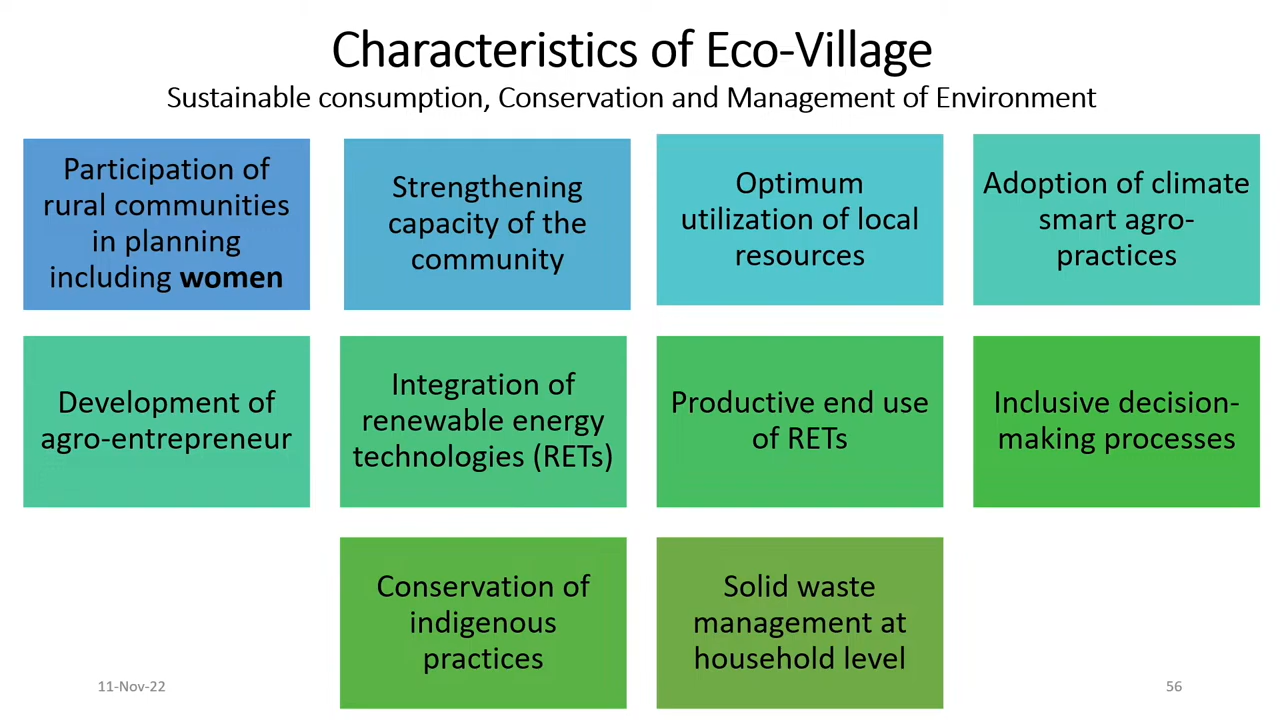 Characteristics of Eco-Village
Sustainable consumption, Conservation and Management of Environment
Participation of
rural communities
in planning
including women
Strengthening
capacity of the
community
Optimum
utilization of local
resources
Adoption of climate
smart agro-
practices
Development of
agro-entrepreneur
Integration of
renewable energy
technologies (RETs)
Productive end use
of RETs
Inclusive decision-
making processes
Conservation of
indigenous
practices
Solid waste
management at
household level
11-Nov-22
56